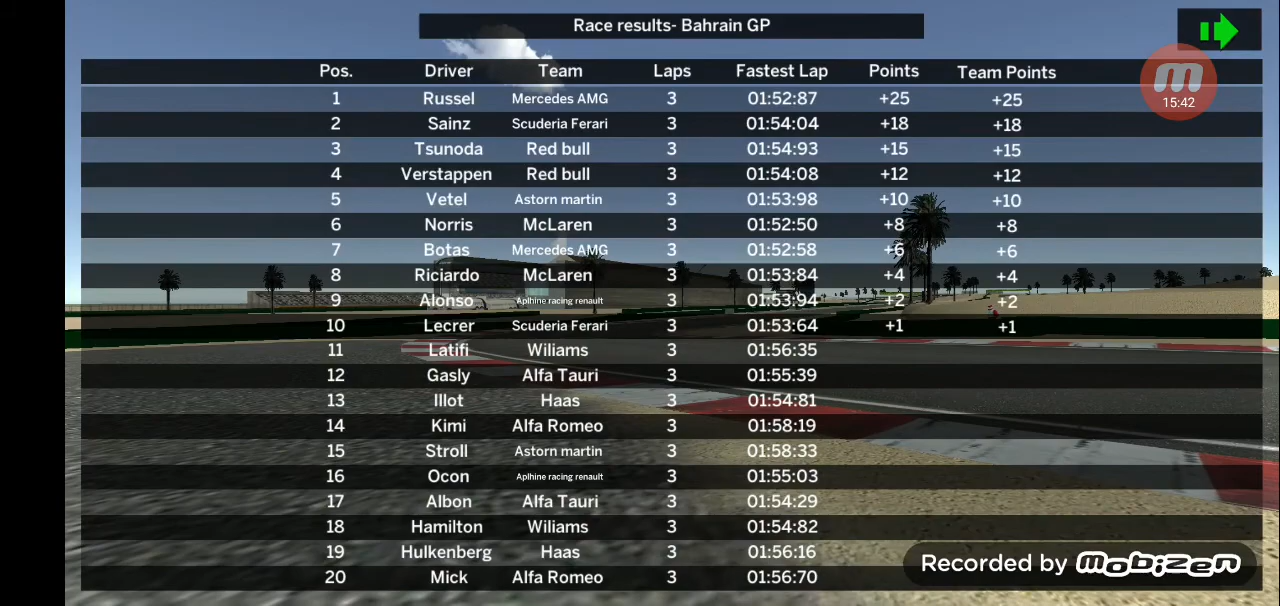 Race results- Bahrain GP
Pos. Driver Team Laps Fastest Lap Points Team Points
15:42
1 Russel Mercedes AMG 3 01:52:87 +25 +25
2 Sainz Scuderia Ferari 3 01:54:04 +18 +18
3 Tsunoda Red bull 3 01:54:93 +15 +15
4 Verstappen Red bull 3 01:54:08 +12 +12
5 Vetel Astorn martin 3 01:53:98 +10 +10
6 Norris McLaren 3 01:52:50 +8 +8
7 Botas Mercedes AMG 3 01:52:58 +6 +6
8 Riciardo McLaren 3 01:53:84 +4 +4
9 Alonso Aplhine racing renault 3 01:53:94 +2 +2
10 Lecrer Scuderia Ferari 3 01:53:64 +1 +1
11 Latifi Wiliams 3 01:56:35
12 Gasly Alfa Tauri 3 01:55:39
13 Illot Haas 3 01:54:81
14 Kimi Alfa Romeo 3 01:58:19
15 Stroll Astorn martin 3 01:58:33
16 Ocon Aplhine racing renault 3 01:55:03
17 Albon Alfa Tauri 3 01:54:29
18 Hamilton Wiliams 3 01:54:82
19 Hulkenberg Haas 3 01:56:16
20 Mick Alfa Romeo 3 01:56:70
Recorded by mobizen